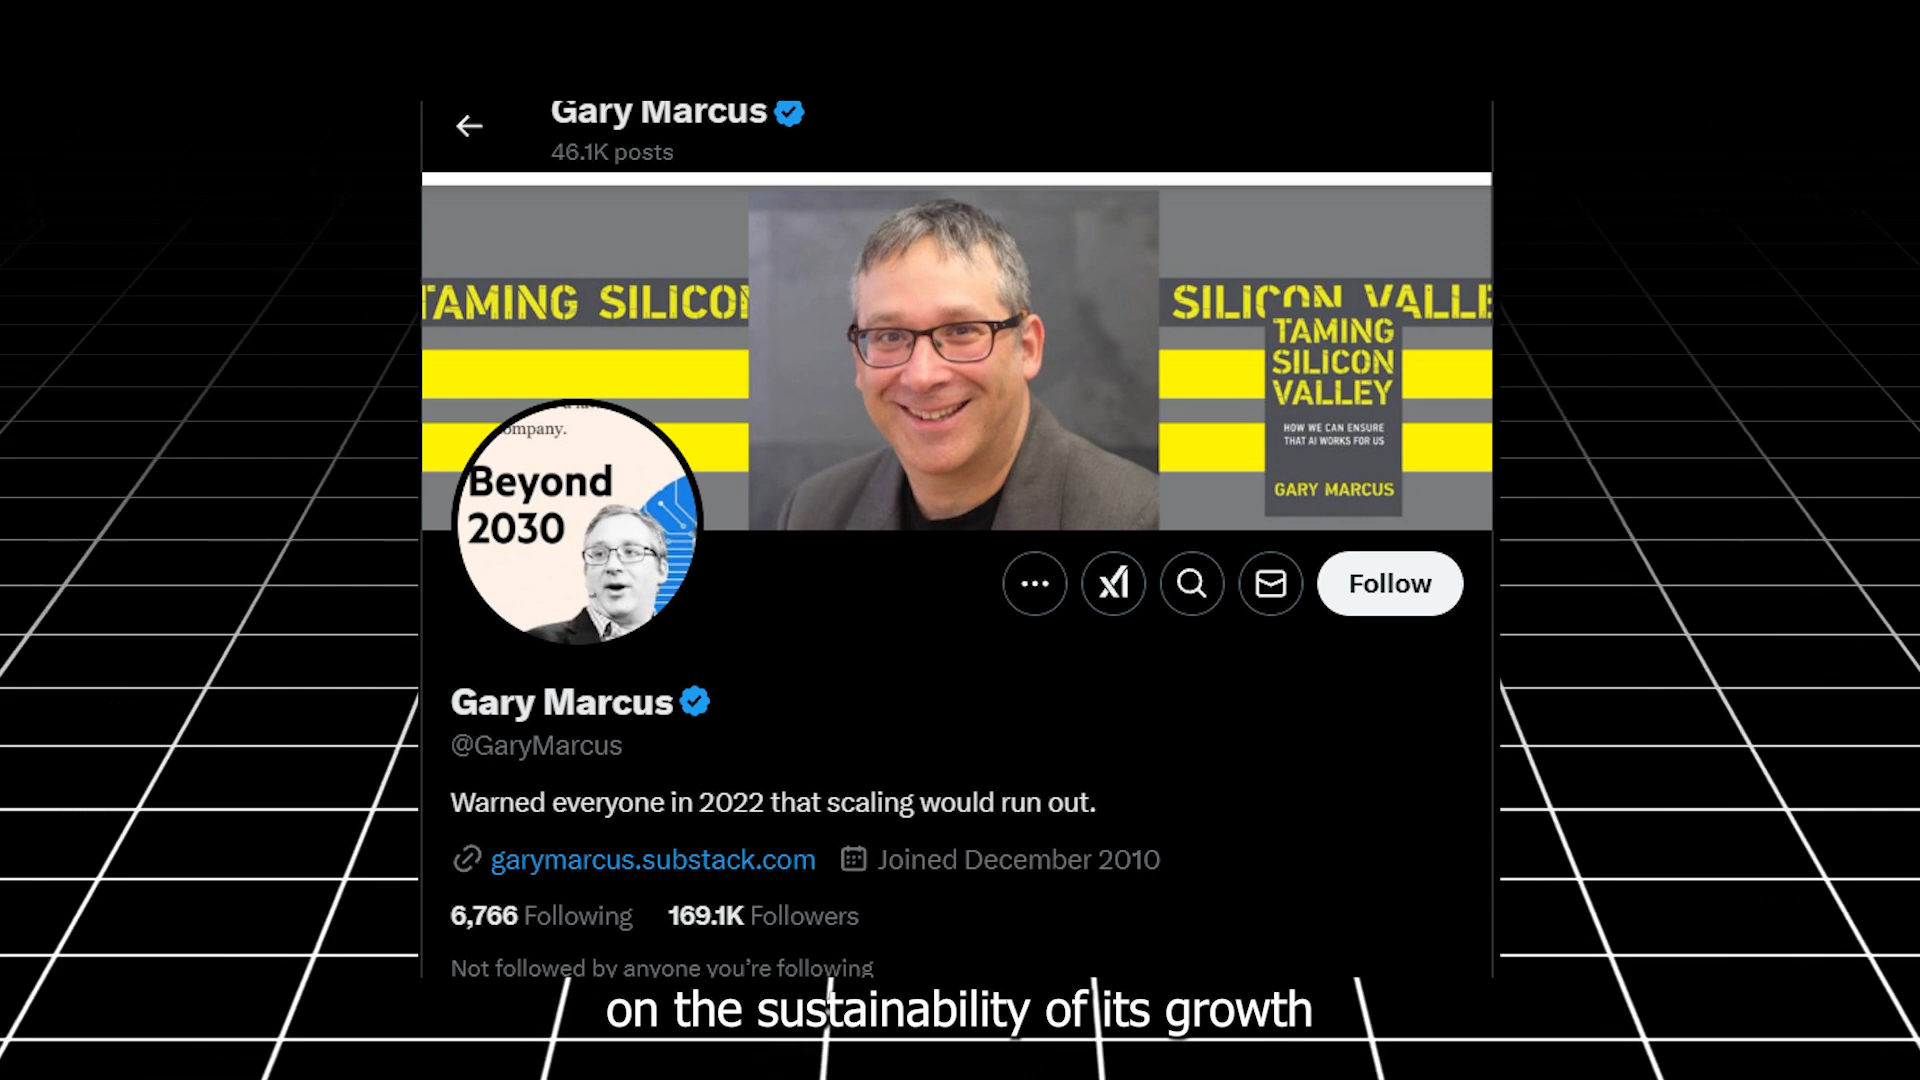 Gary Marcus
46.1K posts
TAMING SILICO
SILICON VALLE
TAMING
SILICON
VALLEY
HOW WE CAN ENSURE
THAT AI WORKS FOR US
GARY MARCUS
ompany.
Beyond
2030
Follow
Gary Marcus
@GaryMarcus
Warned everyone in 2022 that scaling would run out.
garymarcus.substack.com Joined December 2010
6,766 Following 169.1K Followers
Not followed by anyone you're following
on the sustainability of its growth